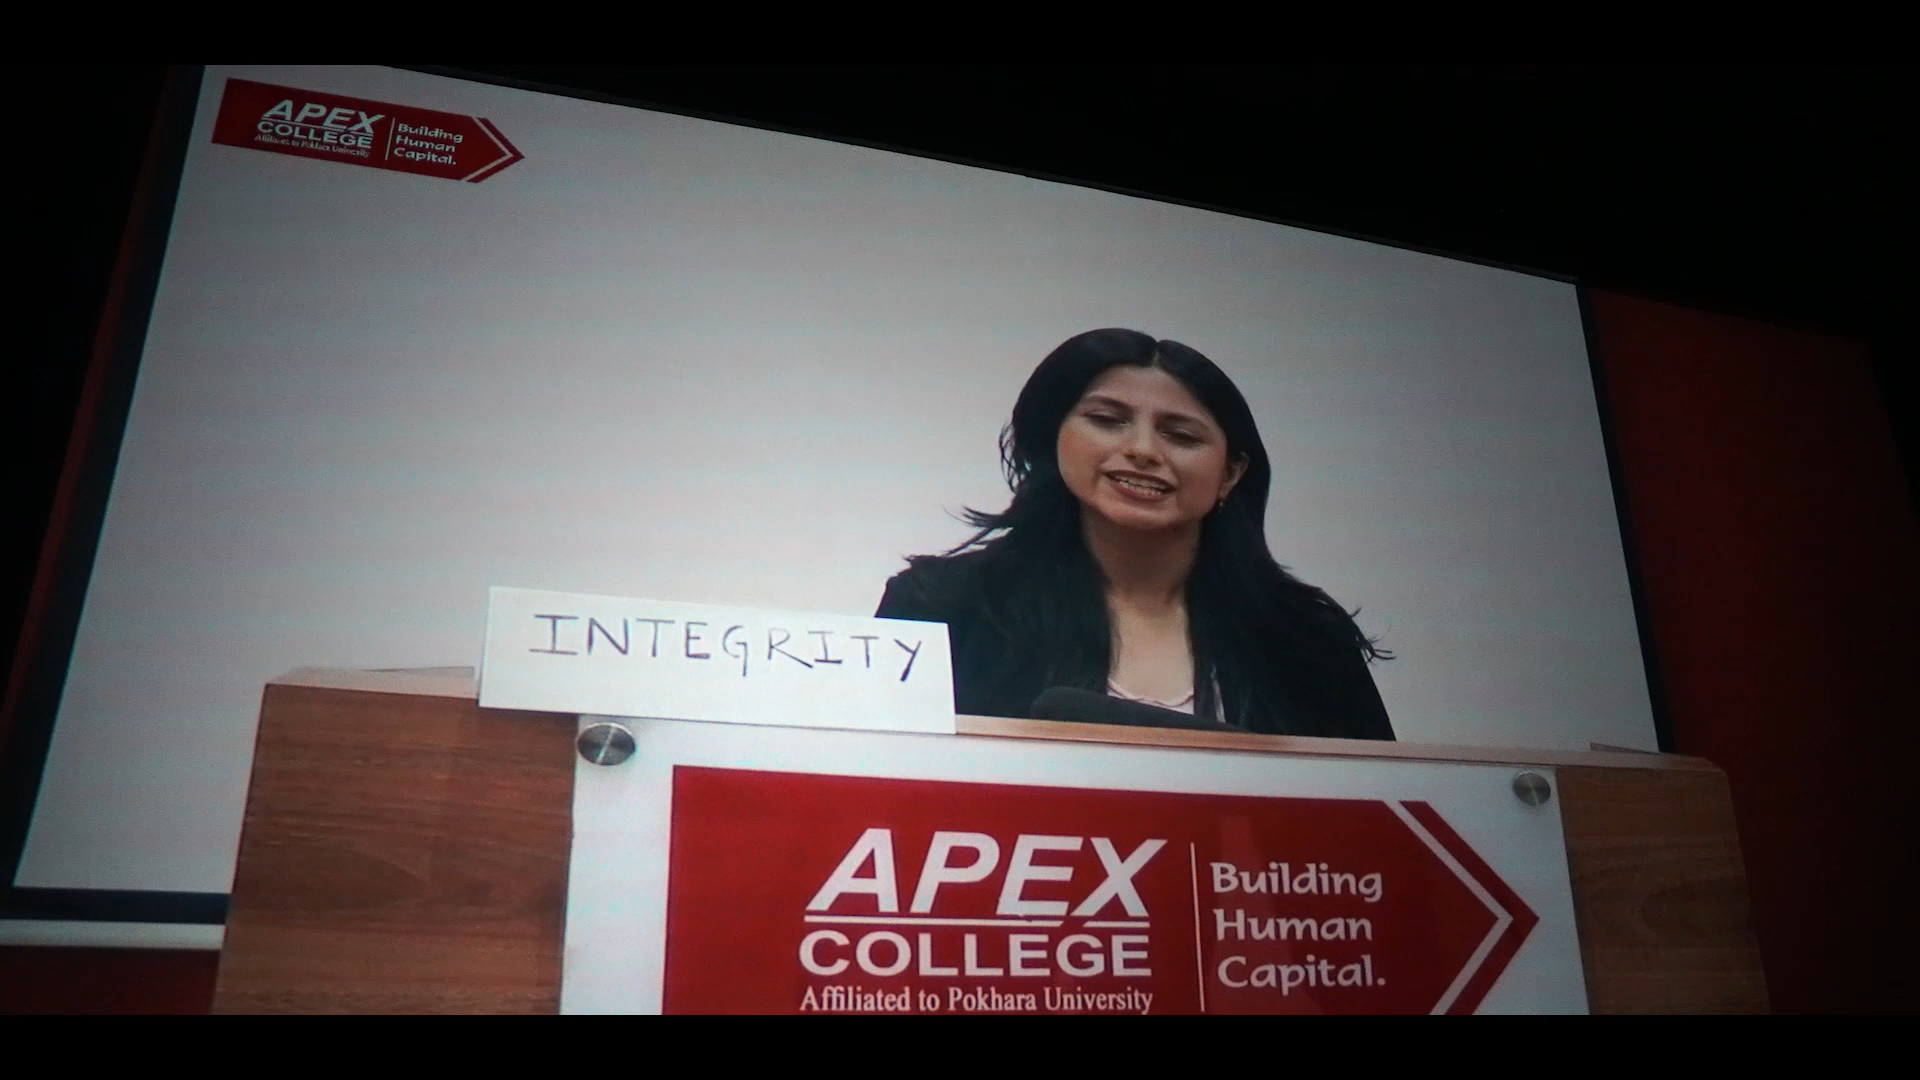 APEX
COLLEGE
Affiliated to Pokhara University
Building
Human
Capital.
INTEGRITY
APEX
COLLEGE
Affiliated to Pokhara University
Building
Human
Capital.